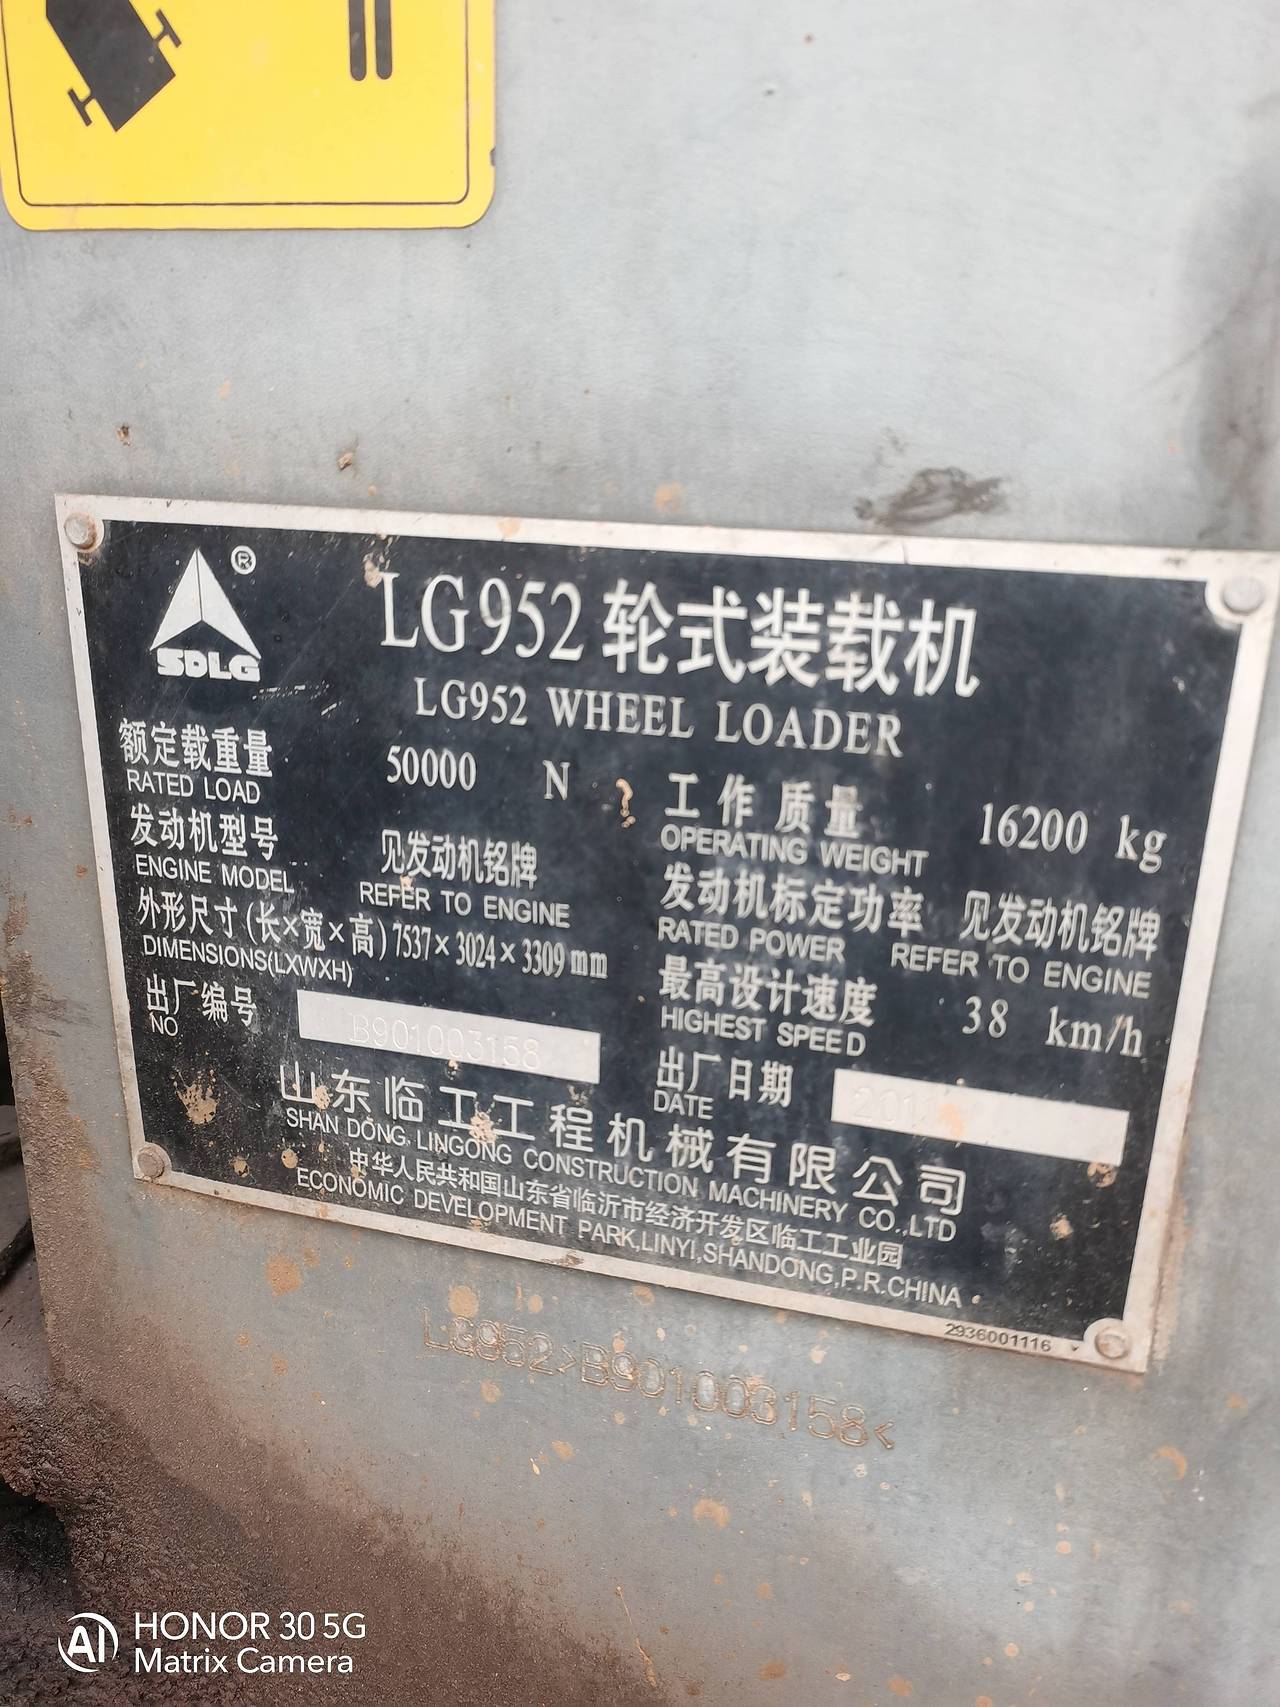 ®
SDLG
LG952 轮式装载机
LG952 WHEEL LOADER
额定载重量 50000 N
RATED LOAD
工作质量 16200 kg
OPERATING WEIGHT
发动机型号 见发动机铭牌
ENGINE MODEL REFER TO ENGINE
发动机标定功率 见发动机铭牌
RATED POWER REFER TO ENGINE
外形尺寸(长×宽×高) 7537×3024×3309mm
DIMENSIONS(LXWXH)
最高设计速度 38 km/h
HIGHEST SPEED
出厂编号 B901003158
NO
出厂日期
DATE
山东临工工程机械有限公司
SHAN DONG LINGONG CONSTRUCTION MACHINERY CO.,LTD
中华人民共和国山东省临沂市经济开发区临工工业园
ECONOMIC DEVELOPMENT PARK,LINYI,SHANDONG,P.R.CHINA
2936001116
LG952>B901003158<
AI HONOR 30 5G
Matrix Camera